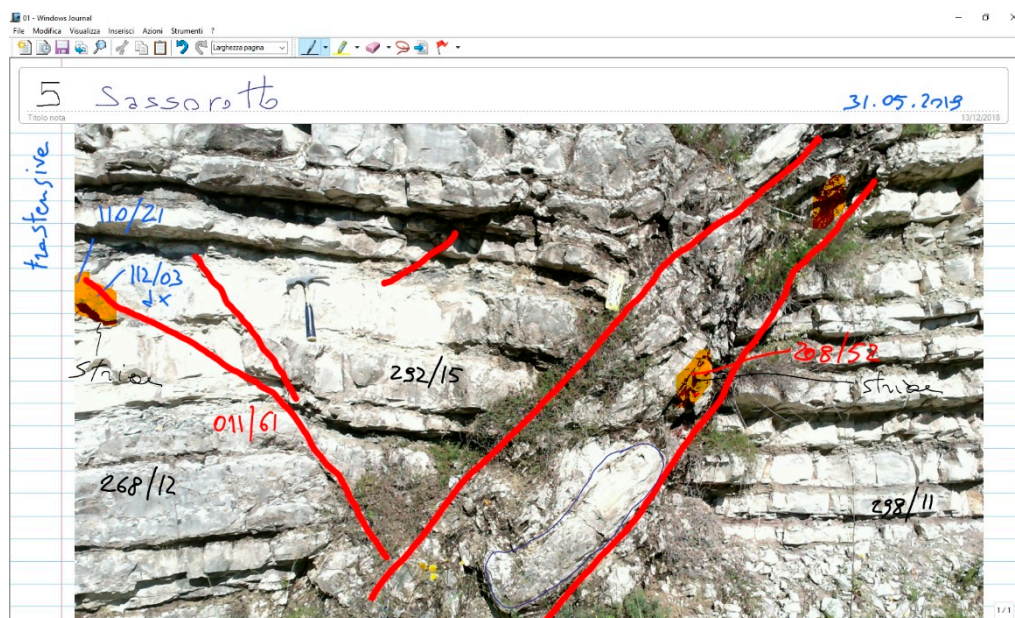 01 - Windows Journal
File Modifica Visualizza Inserisci Azioni Strumenti ?
Larghezza pagina
5 Sassorotto
31.05.2019
Titolo nota
13/12/2018
trastensive
110/21
112/03
dx
striae
292/15
208/52
striae
011/61
268/12
298/11
1/1